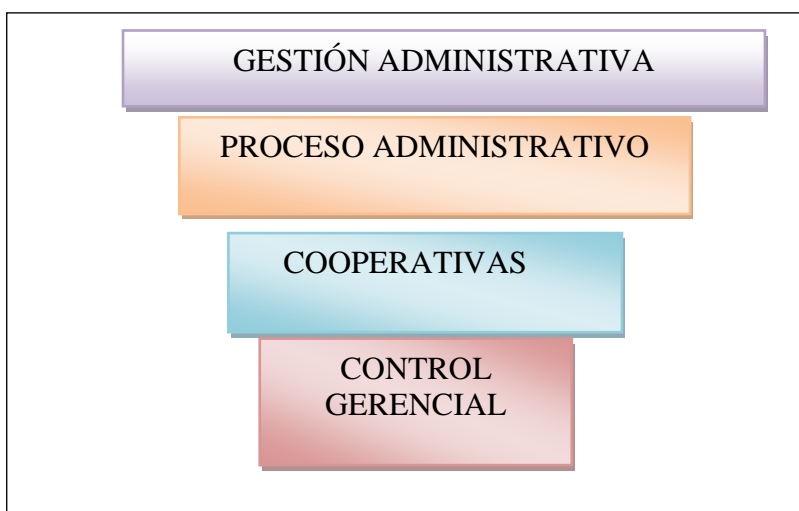 GESTIÓN ADMINISTRATIVA
PROCESO ADMINISTRATIVO
COOPERATIVAS
CONTROL
GERENCIAL